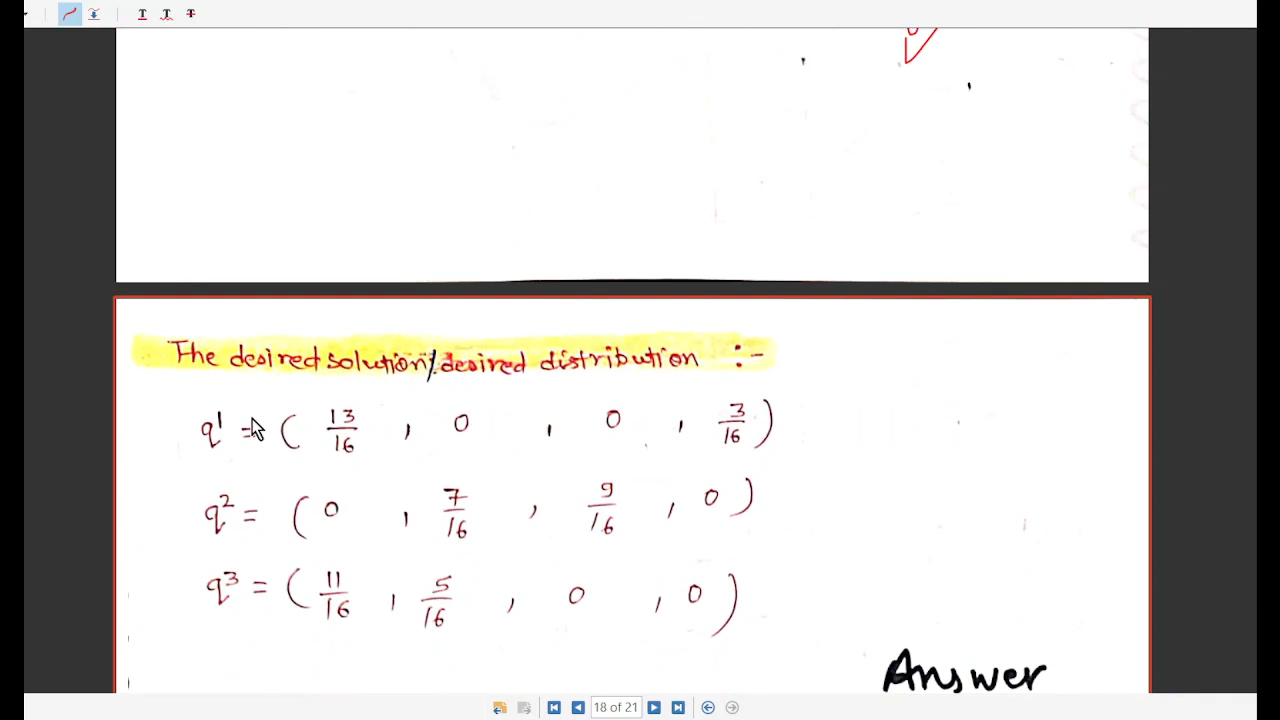 T T T
The desired solution/desired distribution :-
q¹ = ( 13/16 , 0 , 0 , 3/16 )
q² = ( 0 , 7/16 , 9/16 , 0 )
q³ = ( 11/16 , 5/16 , 0 , 0 )
Answer
18 of 21